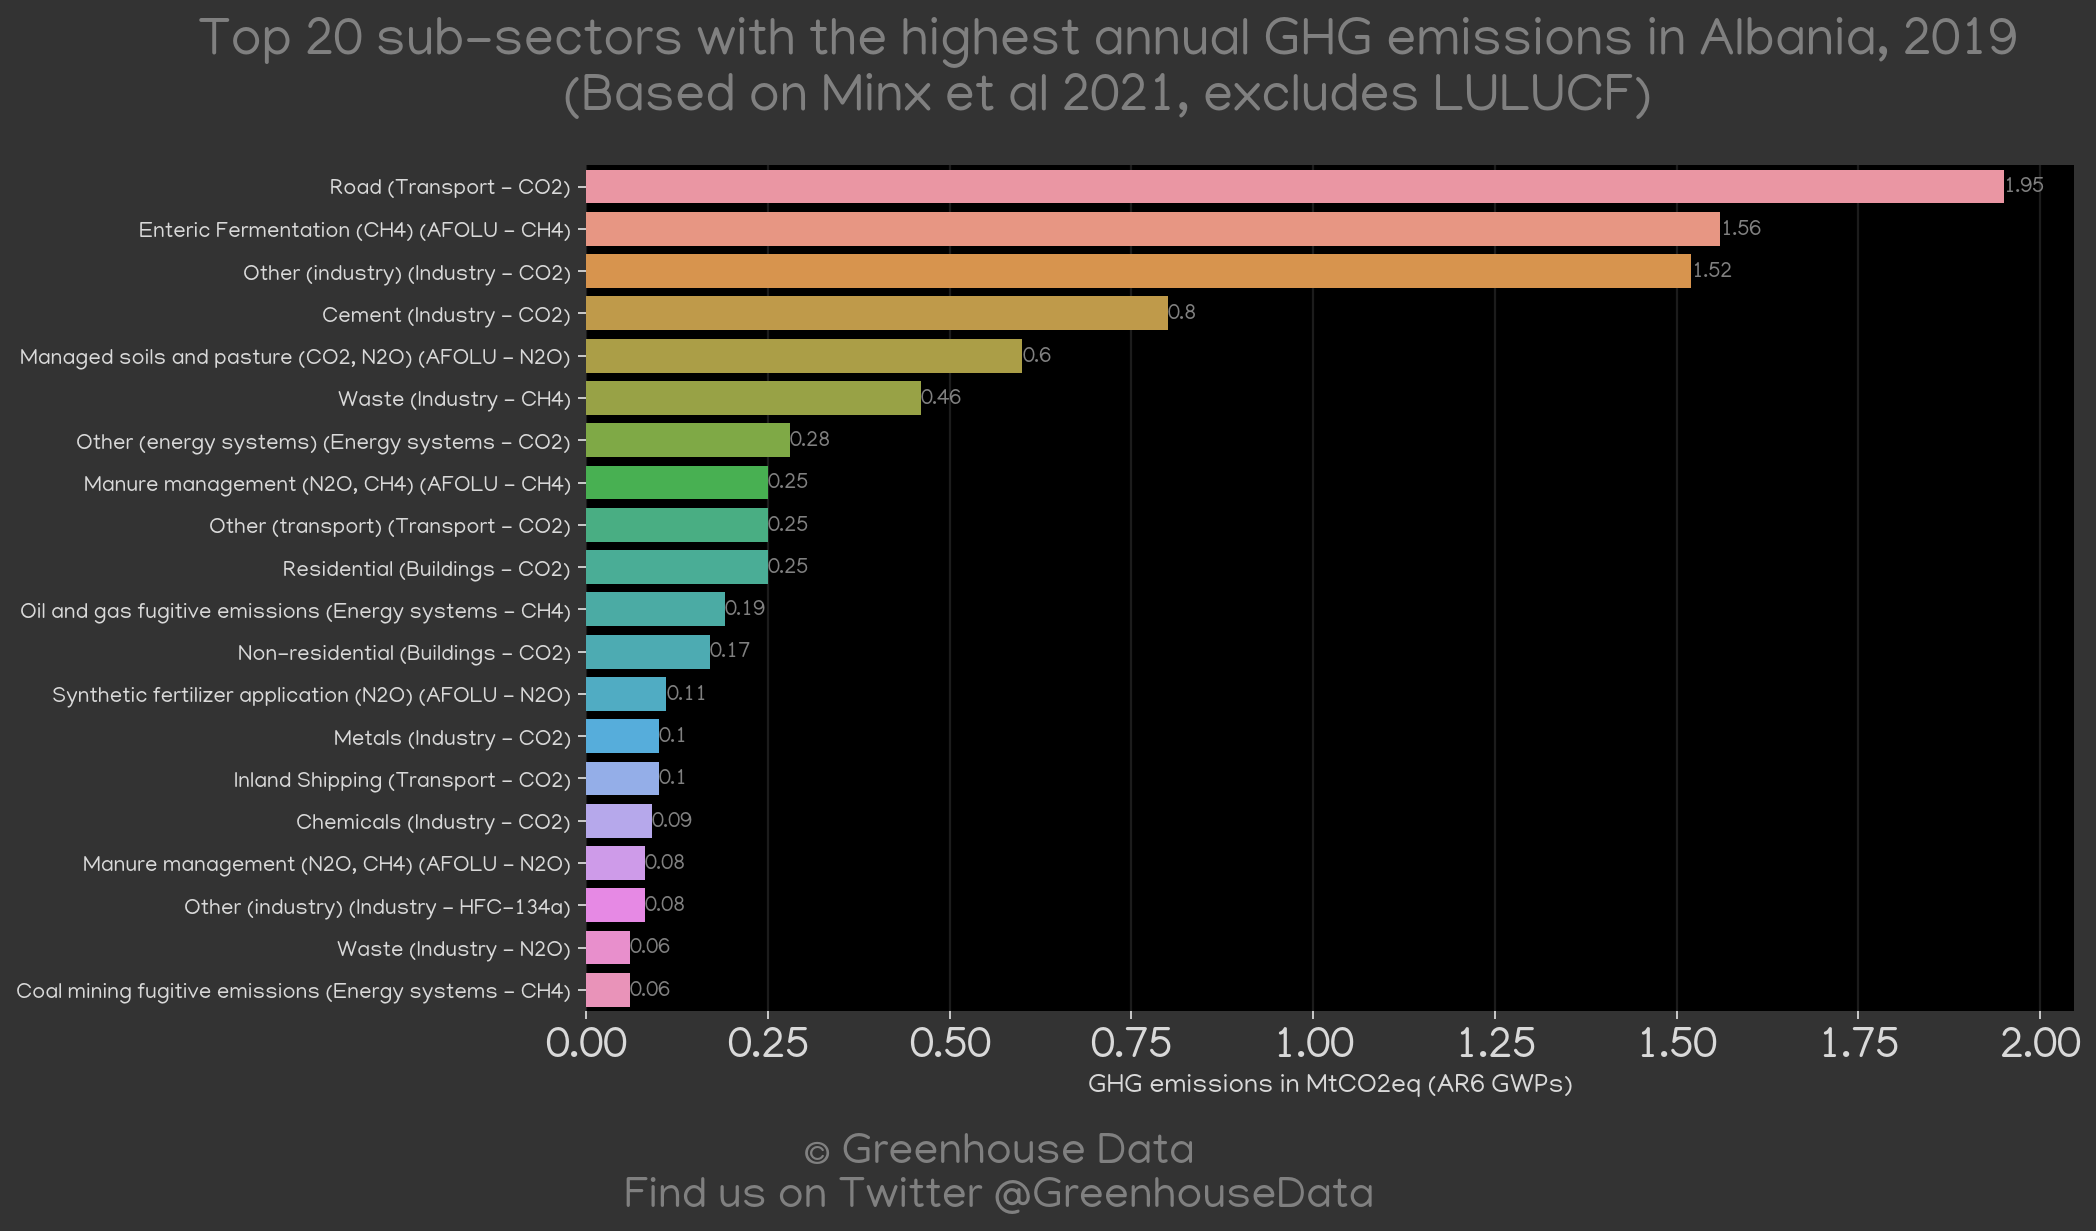 Top 20 sub-sectors with the highest annual GHG emissions in Albania, 2019
(Based on Minx et al 2021, excludes LULUCF)
Road (Transport - CO2) 1.95
Enteric Fermentation (CH4) (AFOLU - CH4) 1.56
Other (industry) (Industry - CO2) 1.52
Cement (Industry - CO2) 0.8
Managed soils and pasture (CO2, N2O) (AFOLU - N2O) 0.6
Waste (Industry - CH4) 0.46
Other (energy systems) (Energy systems - CO2) 0.28
Manure management (N2O, CH4) (AFOLU - CH4) 0.25
Other (transport) (Transport - CO2) 0.25
Residential (Buildings - CO2) 0.25
Oil and gas fugitive emissions (Energy systems - CH4) 0.19
Non-residential (Buildings - CO2) 0.17
Synthetic fertilizer application (N2O) (AFOLU - N2O) 0.11
Metals (Industry - CO2) 0.1
Inland Shipping (Transport - CO2) 0.1
Chemicals (Industry - CO2) 0.09
Manure management (N2O, CH4) (AFOLU - N2O) 0.08
Other (industry) (Industry - HFC-134a) 0.08
Waste (Industry - N2O) 0.06
Coal mining fugitive emissions (Energy systems - CH4) 0.06
0.00 0.25 0.50 0.75 1.00 1.25 1.50 1.75 2.00
GHG emissions in MtCO2eq (AR6 GWPs)
© Greenhouse Data
Find us on Twitter @GreenhouseData